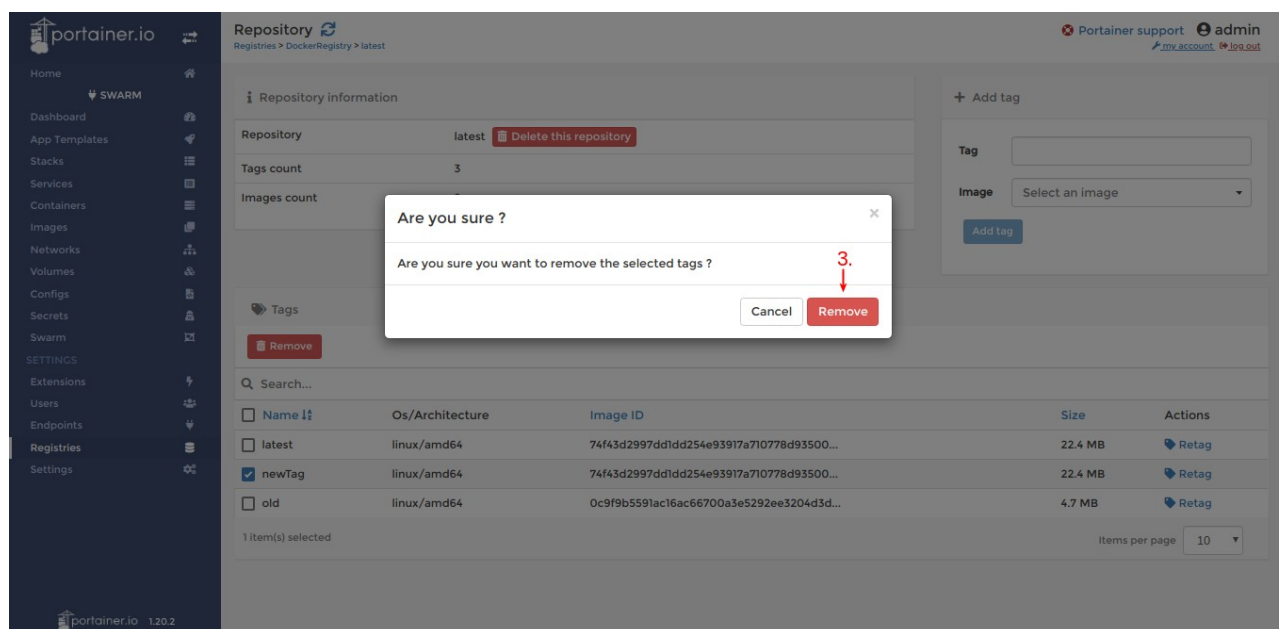 portainer.io
Home
SWARM
Dashboard
App Templates
Stacks
Services
Containers
Images
Networks
Volumes
Configs
Secrets
Swarm
SETTINGS
Extensions
Users
Endpoints
Registries
Settings
portainer.io 1.20.2
Repository
Registries > DockerRegistry > latest
Portainer support admin
my account log out
Repository information
Repository latest Delete this repository
Tags count 3
Images count
+ Add tag
Tag
Image Select an image
Add tag
Are you sure ?
×
Are you sure you want to remove the selected tags ?
3.
Cancel Remove
Tags
Remove
Search...
Name Os/Architecture Image ID Size Actions
latest linux/amd64 74f43d2997dd1dd254e93917a710778d93500... 22.4 MB Retag
newTag linux/amd64 74f43d2997dd1dd254e93917a710778d93500... 22.4 MB Retag
old linux/amd64 0c9f9b5591ac16ac66700a3e5292ee3204d3d... 4.7 MB Retag
1 item(s) selected
Items per page 10